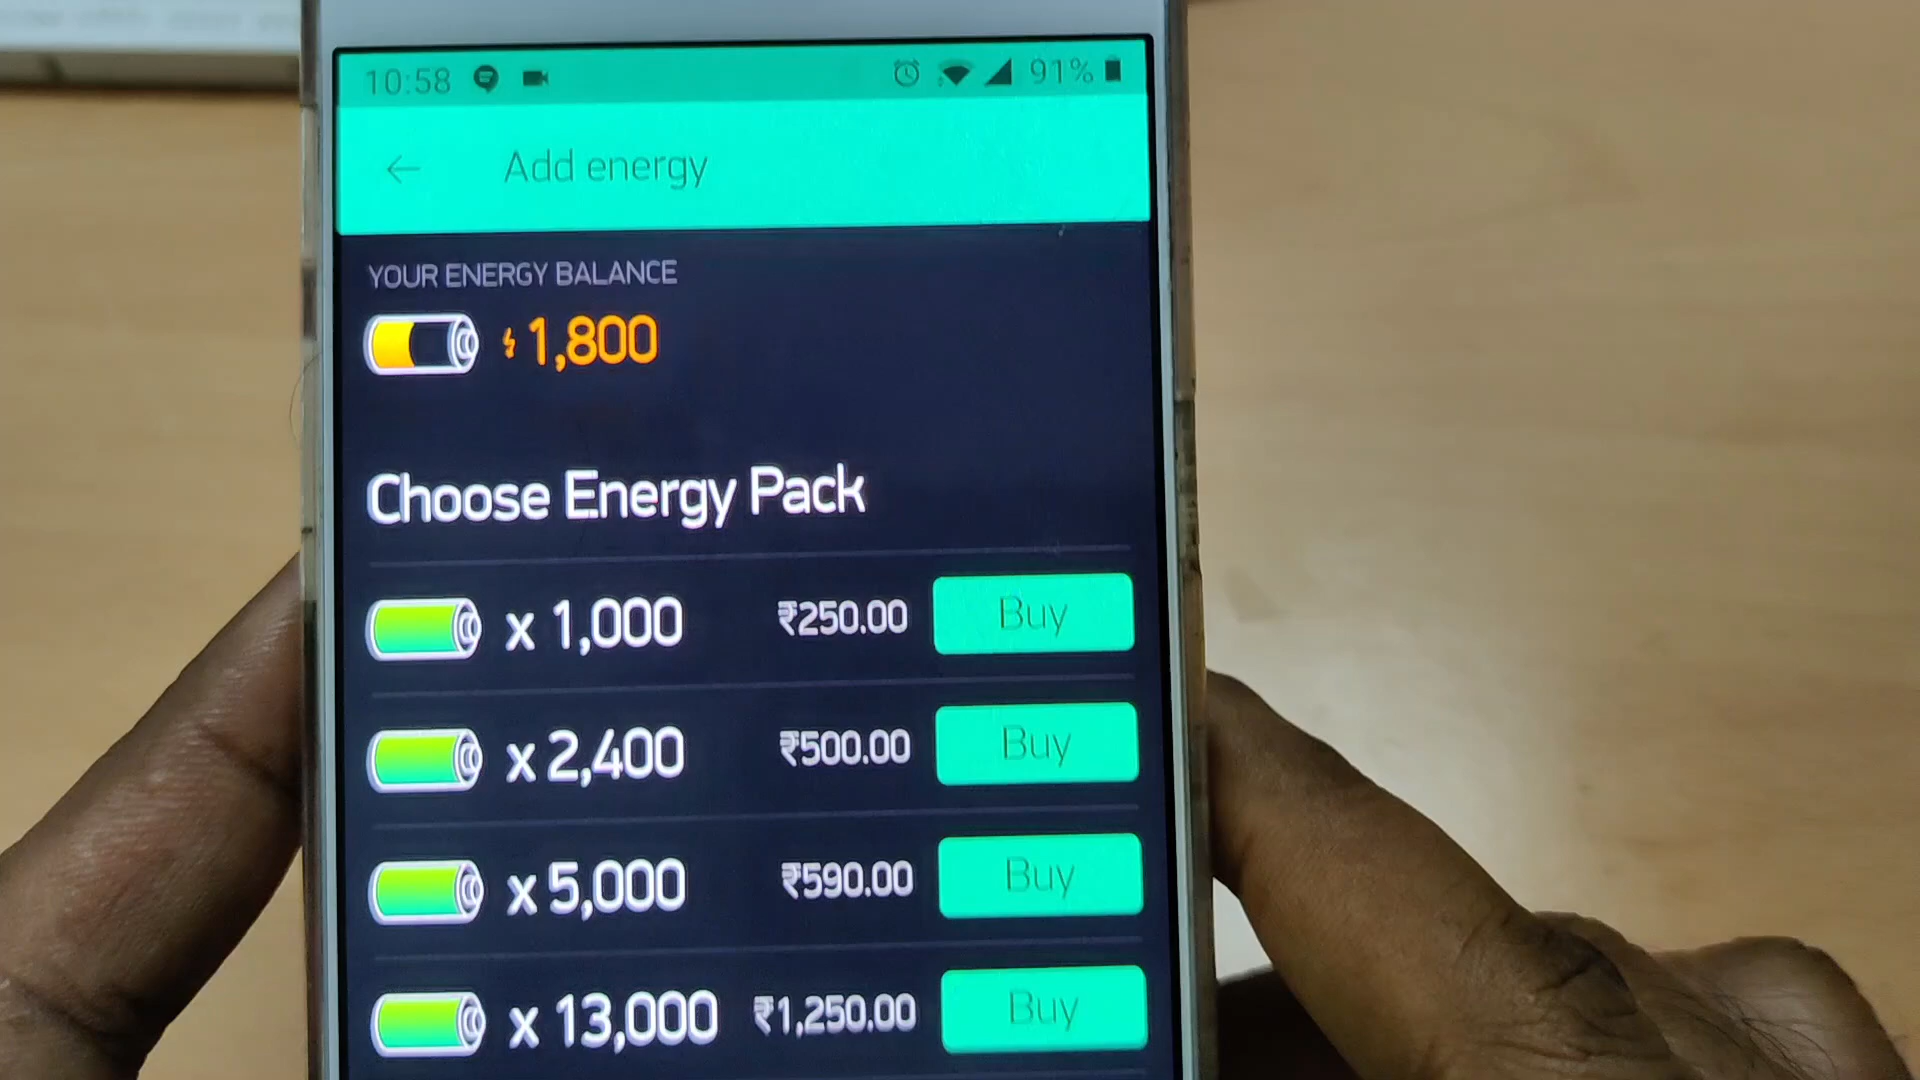 10:58 91%
Add energy
YOUR ENERGY BALANCE
1,800
Choose Energy Pack
x 1,000 ₹250.00 Buy
x 2,400 ₹500.00 Buy
x 5,000 ₹590.00 Buy
x 13,000 ₹1,250.00 Buy